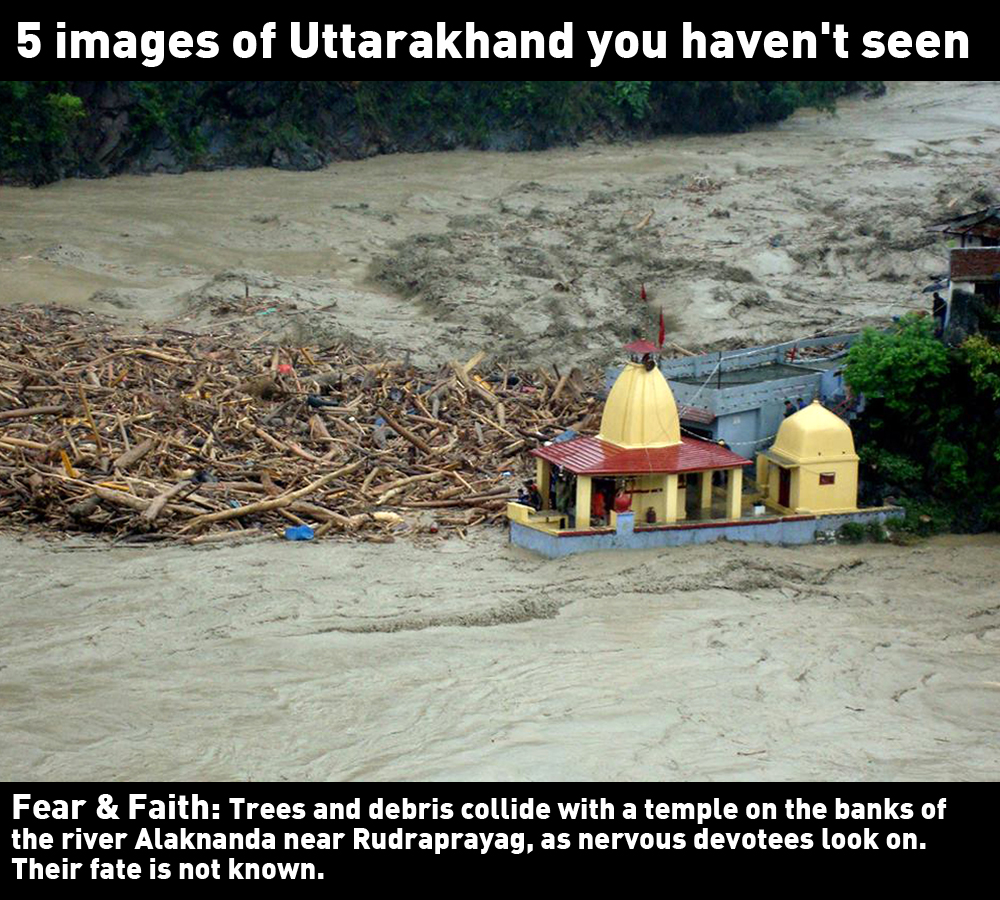 5 images of Uttarakhand you haven't seen
Fear & Faith: Trees and debris collide with a temple on the banks of
the river Alaknanda near Rudraprayag, as nervous devotees look on.
Their fate is not known.